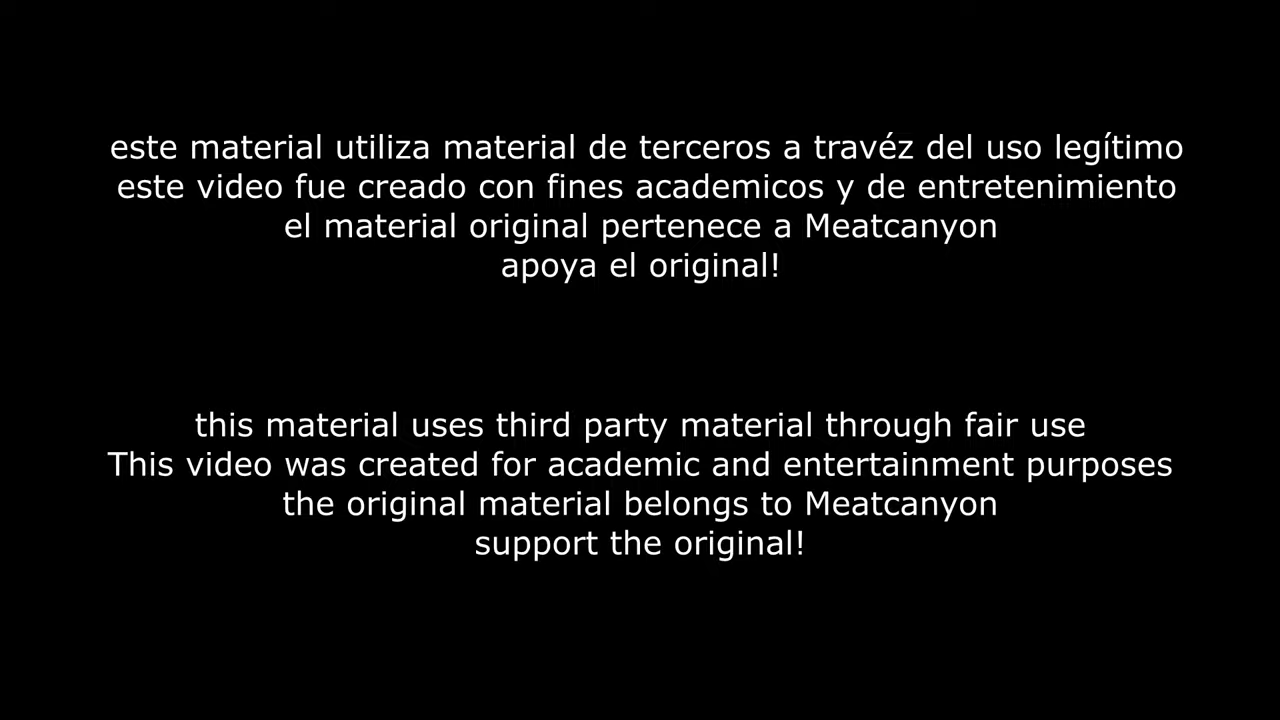 este material utiliza material de terceros a travéz del uso legítimo
este video fue creado con fines academicos y de entretenimiento
el material original pertenece a Meatcanyon
apoya el original!
this material uses third party material through fair use
This video was created for academic and entertainment purposes
the original material belongs to Meatcanyon
support the original!